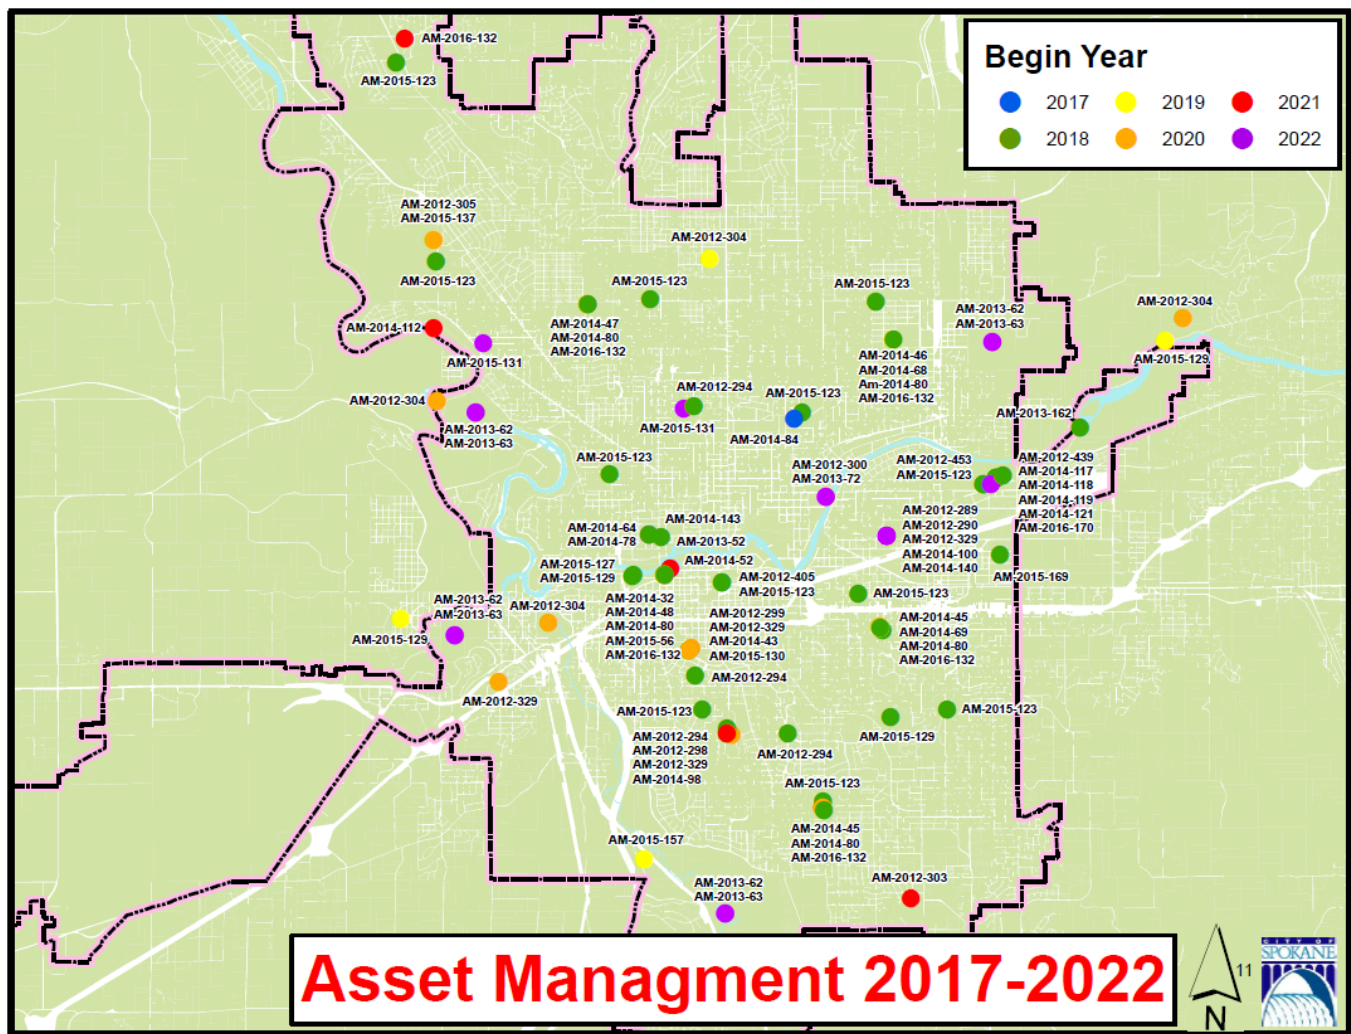 Begin Year
2017
2019
2021
2018
2020
2022
AM-2016-132
AM-2015-123
AM-2012-305
AM-2015-137
AM-2015-123
AM-2012-304
AM-2015-123
AM-2014-47
AM-2014-80
AM-2016-132
AM-2015-123
AM-2013-62
AM-2013-63
AM-2012-304
AM-2015-129
AM-2014-112
AM-2015-131
AM-2014-46
AM-2014-68
Am-2014-80
AM-2016-132
AM-2012-304
AM-2013-62
AM-2013-63
AM-2012-294
AM-2015-131
AM-2015-123
AM-2014-84
AM-2013-162
AM-2015-123
AM-2012-300
AM-2013-72
AM-2012-453
AM-2015-123
AM-2012-439
AM-2014-117
AM-2014-118
AM-2014-119
AM-2014-121
AM-2016-170
AM-2014-64
AM-2014-78
AM-2014-143
AM-2013-52
AM-2014-52
AM-2012-289
AM-2012-290
AM-2012-329
AM-2014-100
AM-2014-140
AM-2015-169
AM-2015-127
AM-2015-129
AM-2012-405
AM-2015-123
AM-2015-123
AM-2015-129
AM-2013-62
AM-2013-63
AM-2012-304
AM-2014-32
AM-2014-48
AM-2014-80
AM-2015-56
AM-2016-132
AM-2012-299
AM-2012-329
AM-2014-43
AM-2015-130
AM-2014-45
AM-2014-69
AM-2014-80
AM-2016-132
AM-2012-294
AM-2012-329
AM-2015-123
AM-2012-294
AM-2012-298
AM-2012-329
AM-2014-98
AM-2012-294
AM-2015-129
AM-2015-123
AM-2015-123
AM-2014-45
AM-2014-80
AM-2016-132
AM-2015-157
AM-2013-62
AM-2013-63
AM-2012-303
Asset Managment 2017-2022
N
11
CITY OF
SPOKANE